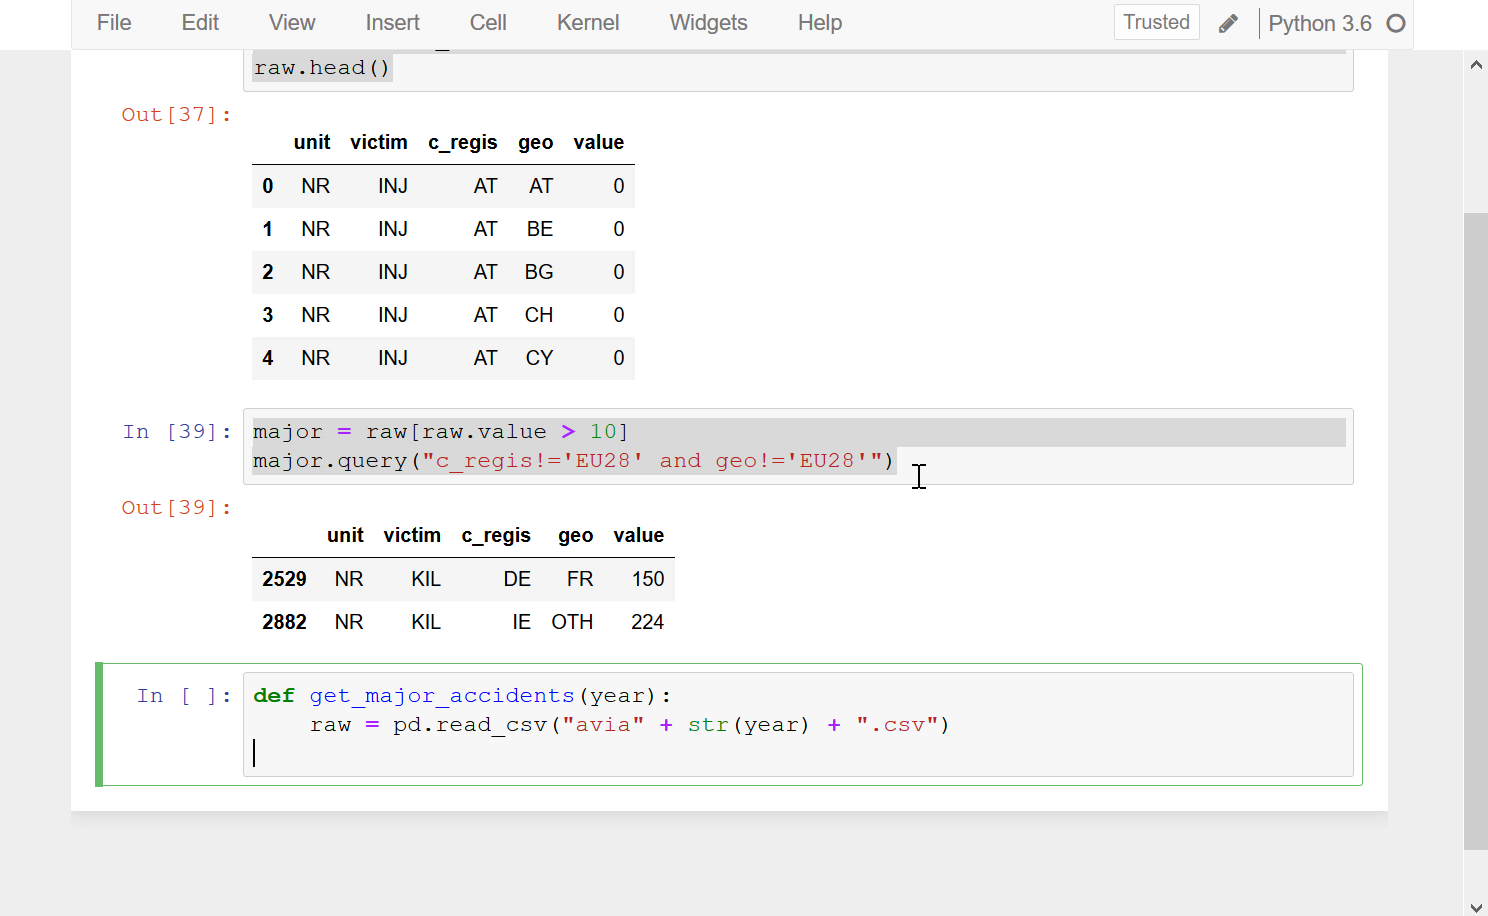 File Edit View Insert Cell Kernel Widgets Help Trusted Python 3.6
raw.head()
Out[37]:
unit victim c_regis geo value
0 NR INJ AT AT 0
1 NR INJ AT BE 0
2 NR INJ AT BG 0
3 NR INJ AT CH 0
4 NR INJ AT CY 0
In [39]: major = raw[raw.value > 10]
major.query("c_regis!='EU28' and geo!='EU28'")
Out[39]:
unit victim c_regis geo value
2529 NR KIL DE FR 150
2882 NR KIL IE OTH 224
In [ ]: def get_major_accidents(year):
raw = pd.read_csv("avia" + str(year) + ".csv")